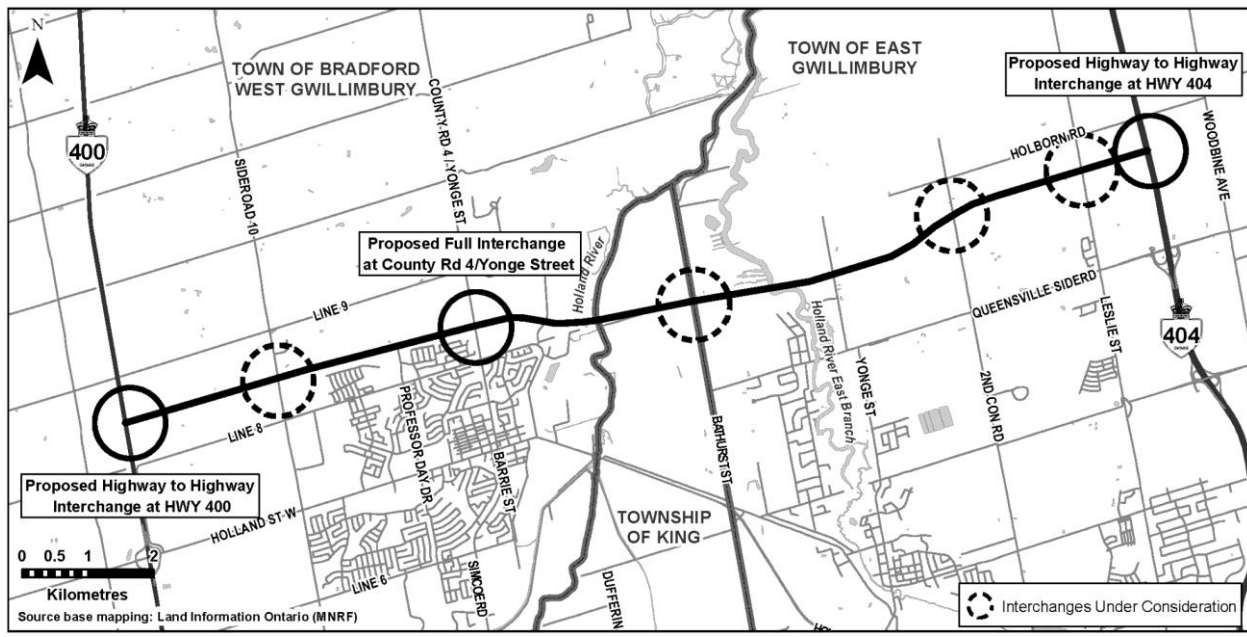 N
TOWN OF BRADFORD
WEST GWILLIMBURY
TOWN OF EAST
GWILLIMBURY
Proposed Highway to Highway
Interchange at HWY 404
400
ONTARIO
SIDEROAD 10
COUNTY RD 4 / YONGE ST
HOLBORN RD
WOODBINE AVE
Proposed Full Interchange
at County Rd 4/Yonge Street
Holland River
LINE 9
QUEENSVILLE SIDERD
LESLIE ST
404
ONTARIO
LINE 8
PROFESSOR DAY DR
BARRIE ST
BATHURST ST
Holland River East Branch
YONGE ST
2ND CON RD
Proposed Highway to Highway
Interchange at HWY 400
HOLLAND ST W
TOWNSHIP
OF KING
LINE 6
SIMCOERD
DUFFERIN
0 0.5 1 2
Kilometres
Source base mapping: Land Information Ontario (MNRF)
Interchanges Under Consideration